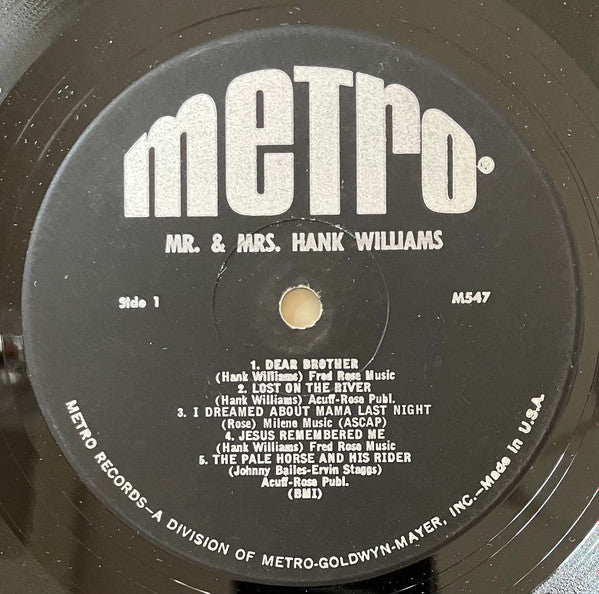 metro®
MR. & MRS. HANK WILLIAMS
Side 1
M547
1. DEAR BROTHER
(Hank Williams) Fred Rose Music
2. LOST ON THE RIVER
(Hank Williams) Acuff-Rose Publ.
3. I DREAMED ABOUT MAMA LAST NIGHT
(Rose) Milene Music (ASCAP)
4. JESUS REMEMBERED ME
(Hank Williams) Fred Rose Music
5. THE PALE HORSE AND HIS RIDER
(Johnny Bailes-Ervin Staggs)
Acuff-Rose Publ.
(BMI)
METRO RECORDS—A DIVISION OF METRO-GOLDWYN-MAYER, INC.—Made in U.S.A.